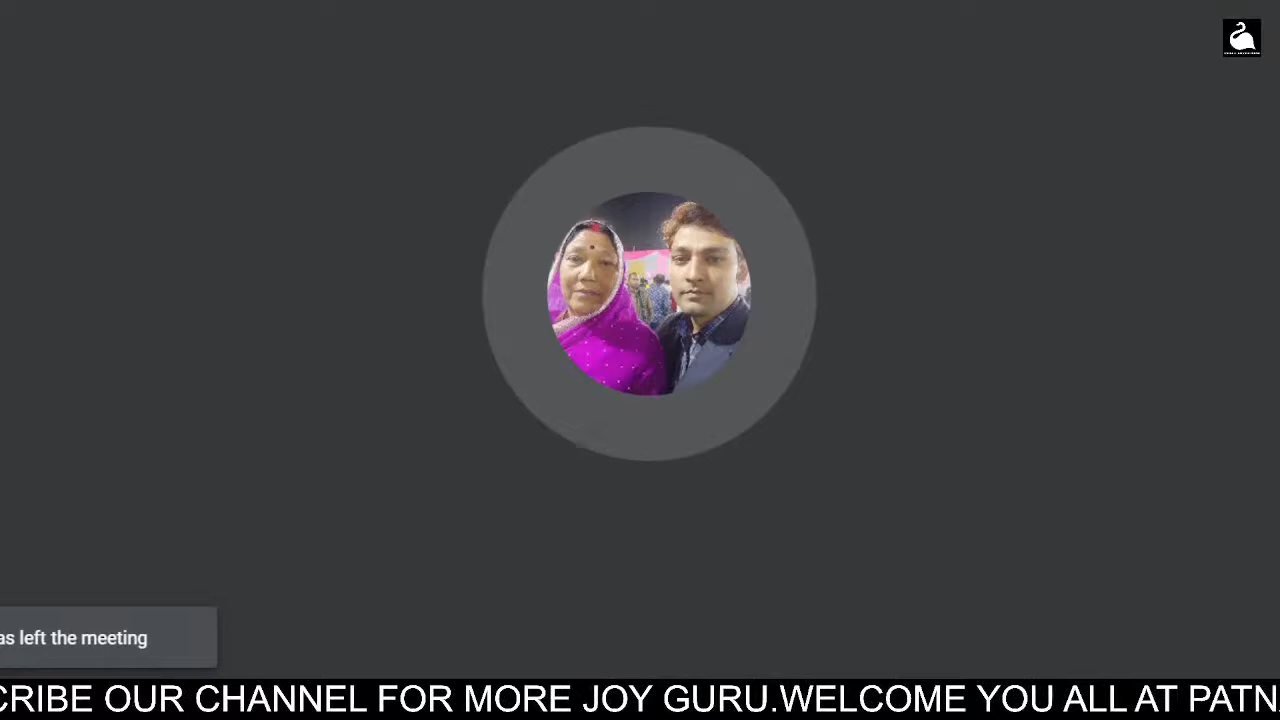 as left the meeting
CRIBE OUR CHANNEL FOR MORE JOY GURU.WELCOME YOU ALL AT PATN